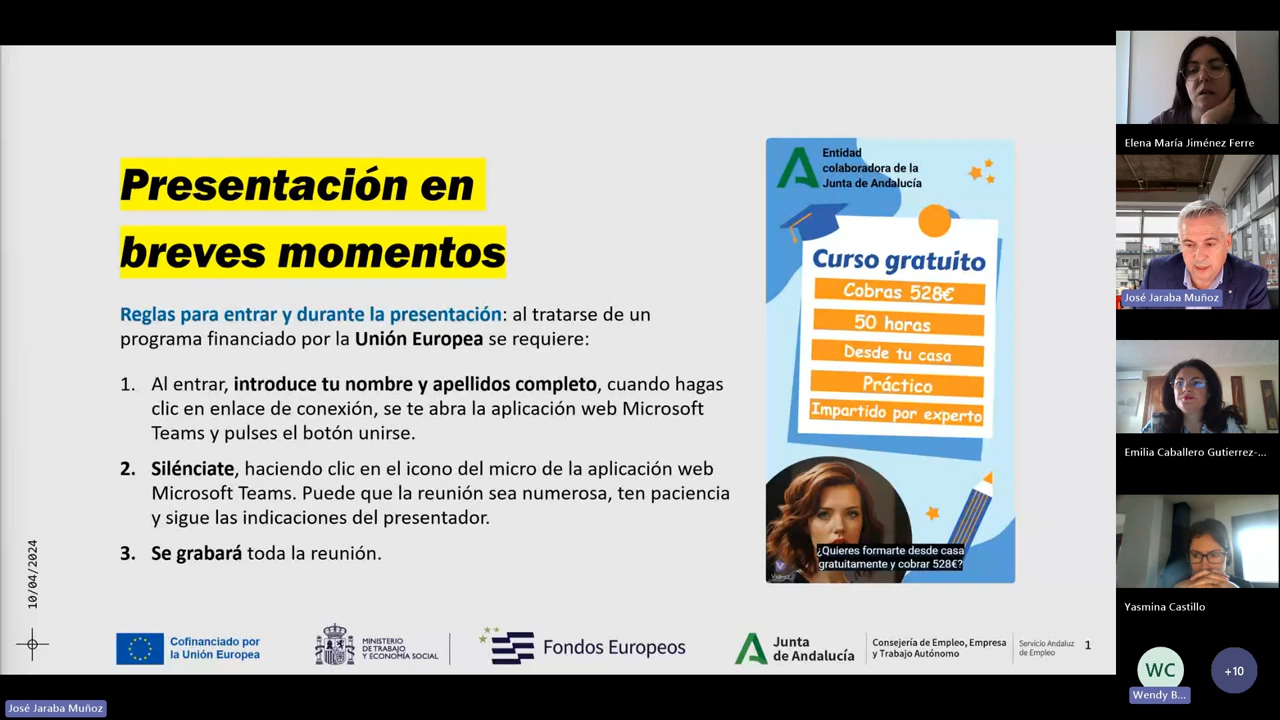 Presentación en
breves momentos
Reglas para entrar y durante la presentación: al tratarse de un
programa financiado por la Unión Europea se requiere:
1. Al entrar, introduce tu nombre y apellidos completo, cuando hagas
clic en enlace de conexión, se te abra la aplicación web Microsoft
Teams y pulses el botón unirse.
2. Silénciate, haciendo clic en el icono del micro de la aplicación web
Microsoft Teams. Puede que la reunión sea numerosa, ten paciencia
y sigue las indicaciones del presentador.
3. Se grabará toda la reunión.
10/04/2024
Entidad
colaboradora de la
Junta de Andalucía
Curso gratuito
Cobras 528€
50 horas
Desde tu casa
Práctico
Impartido por experto
¿Quieres formarte desde casa
gratuitamente y cobrar 528€?
Cofinanciado por
la Unión Europea
MINISTERIO
DE TRABAJO
Y ECONOMÍA SOCIAL
Fondos Europeos
Junta
de Andalucía
Consejería de Empleo, Empresa
y Trabajo Autónomo
Servicio Andaluz
de Empleo
1
Elena María Jiménez Ferre
José Jaraba Muñoz
Emilia Caballero Gutierrez-...
Yasmina Castillo
WC
Wendy B...
+10
José Jaraba Muñoz